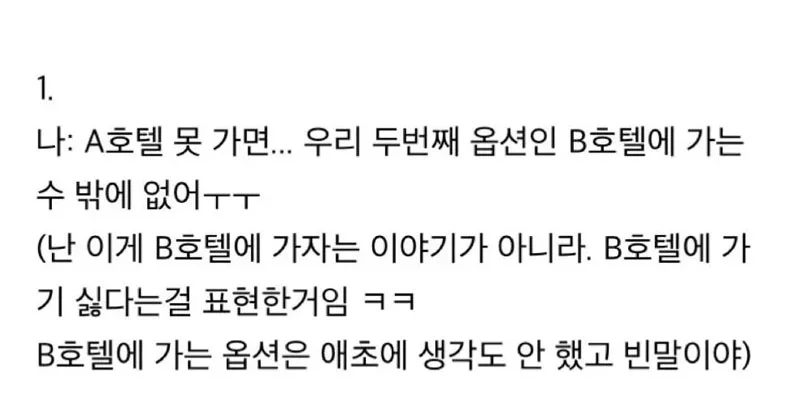 1.
나: A호텔 못 가면... 우리 두번째 옵션인 B호텔에 가는
수 밖에 없어ㅜㅜ
(난 이게 B호텔에 가자는 이야기가 아니라. B호텔에 가
기 싫다는걸 표현한거임 ㅋㅋ
B호텔에 가는 옵션은 애초에 생각도 안 했고 빈말이야)